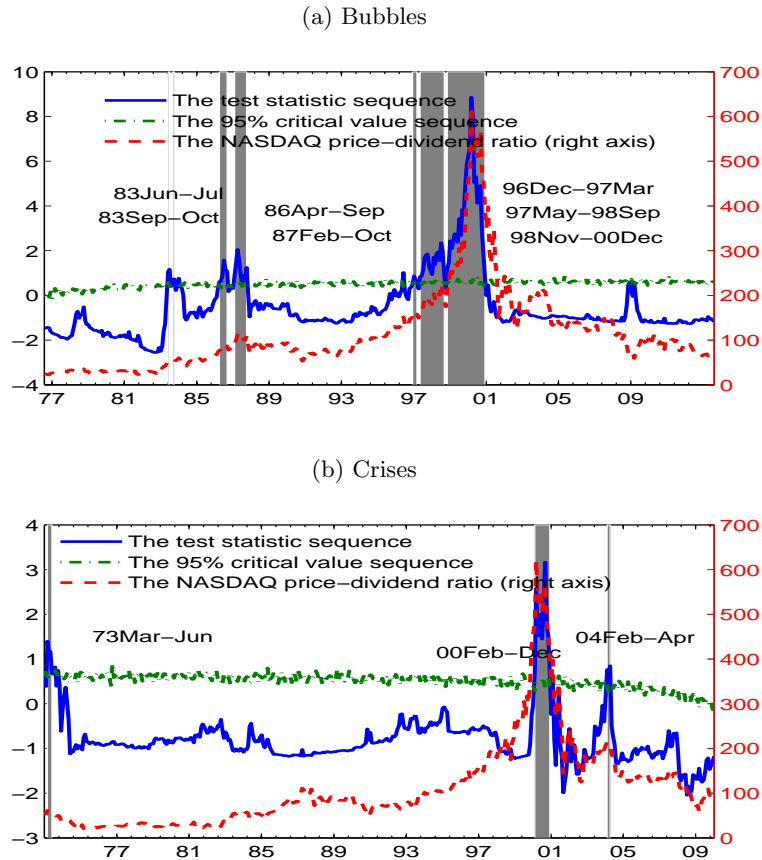 (a) Bubbles
10
8
6
4
2
0
−2
−4
700
600
500
400
300
200
100
0
The test statistic sequence
The 95% critical value sequence
The NASDAQ price−dividend ratio (right axis)
83Jun−Jul
83Sep−Oct
86Apr−Sep
87Feb−Oct
96Dec−97Mar
97May−98Sep
98Nov−00Dec
77 81 85 89 93 97 01 05 09
(b) Crises
4
3
2
1
0
−1
−2
−3
700
600
500
400
300
200
100
0
The test statistic sequence
The 95% critical value sequence
The NASDAQ price−dividend ratio (right axis)
73Mar−Jun
00Feb−Dec
04Feb−Apr
77 81 85 89 93 97 01 05 09